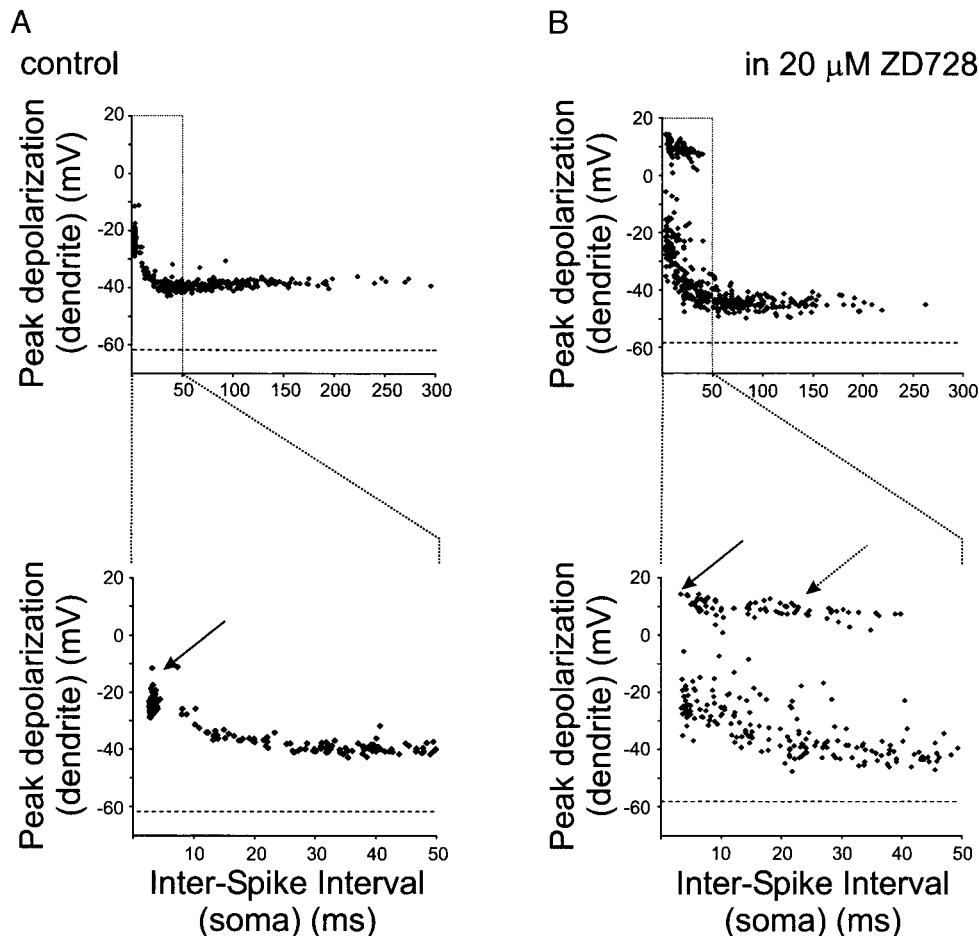 A
control
B
in 20 μM ZD728
Peak depolarization
(dendrite) (mV)
20
0
-20
-40
-60
50 100 150 200 250 300
Peak depolarization
(dendrite) (mV)
20
0
-20
-40
-60
50 100 150 200 250 300
Peak depolarization
(dendrite) (mV)
20
0
-20
-40
-60
10 20 30 40 50
Inter-Spike Interval
(soma) (ms)
Peak depolarization
(dendrite) (mV)
20
0
-20
-40
-60
10 20 30 40 50
Inter-Spike Interval
(soma) (ms)